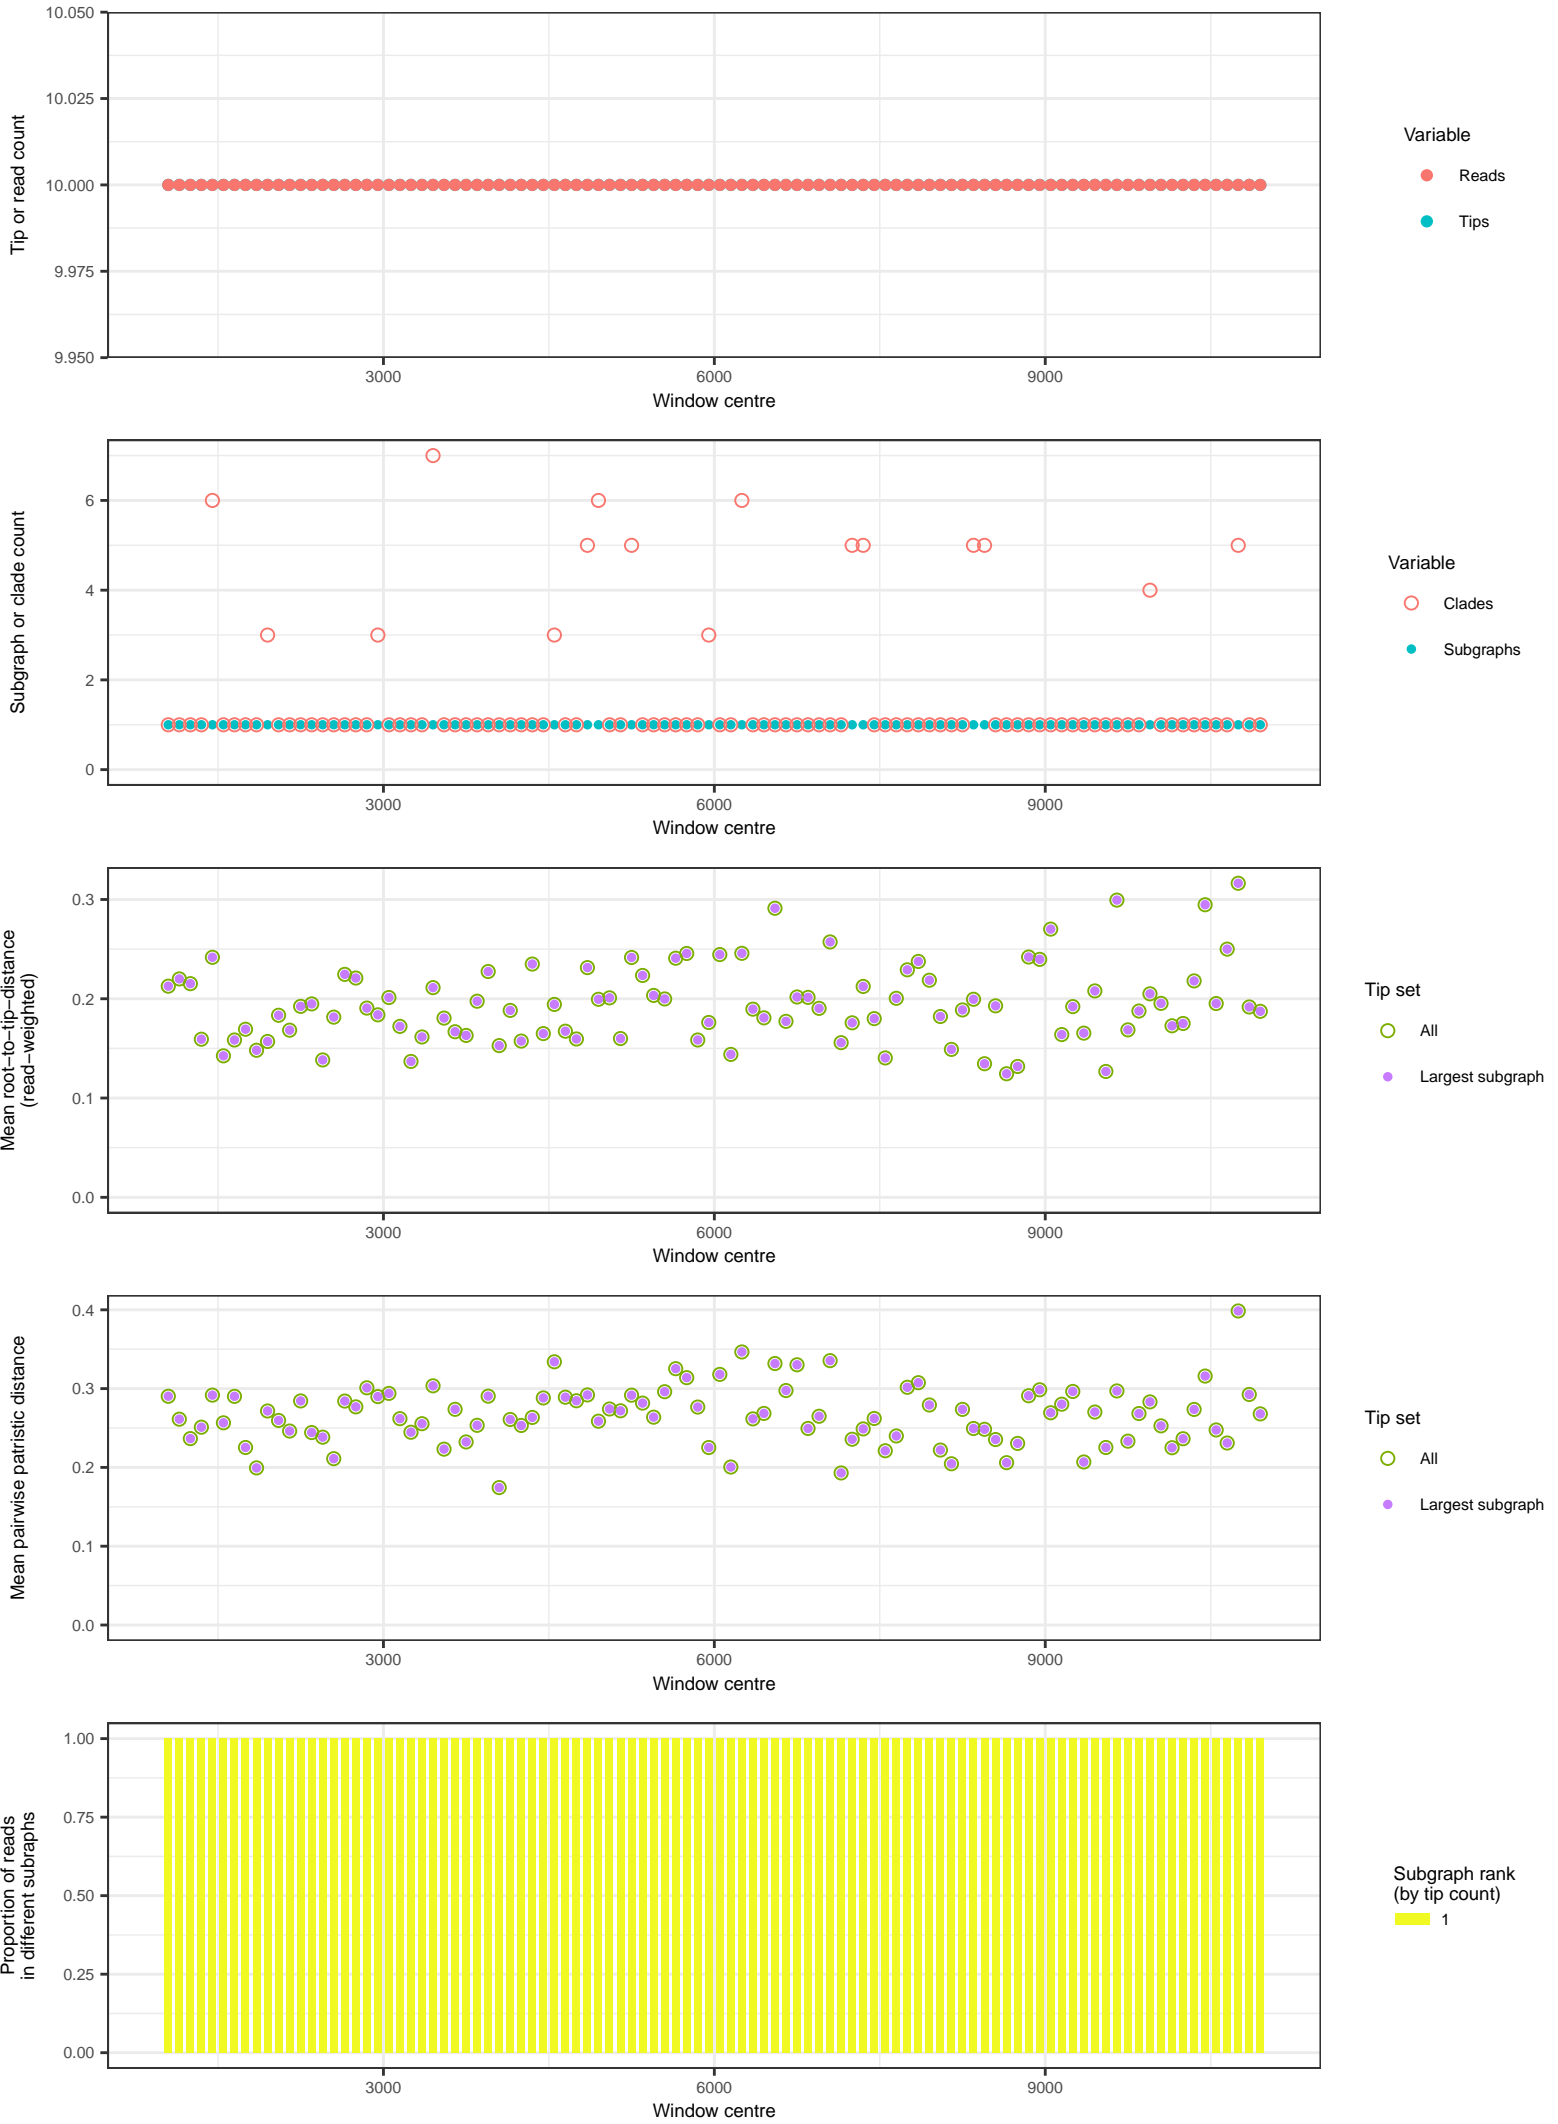 10.050
10.025
10.000
9.975
9.950
Tip or read count
3000 6000 9000
Window centre
Variable
Reads
Tips
6
4
2
0
Subgraph or clade count
3000 6000 9000
Window centre
Variable
Clades
Subgraphs
0.3
0.2
0.1
0.0
Mean root−to−tip−distance
(read−weighted)
3000 6000 9000
Window centre
Tip set
All
Largest subgraph
0.4
0.3
0.2
0.1
0.0
Mean pairwise patristic distance
3000 6000 9000
Window centre
Tip set
All
Largest subgraph
1.00
0.75
0.50
0.25
0.00
Proportion of reads
in different subraphs
3000 6000 9000
Window centre
Subgraph rank
(by tip count)
1